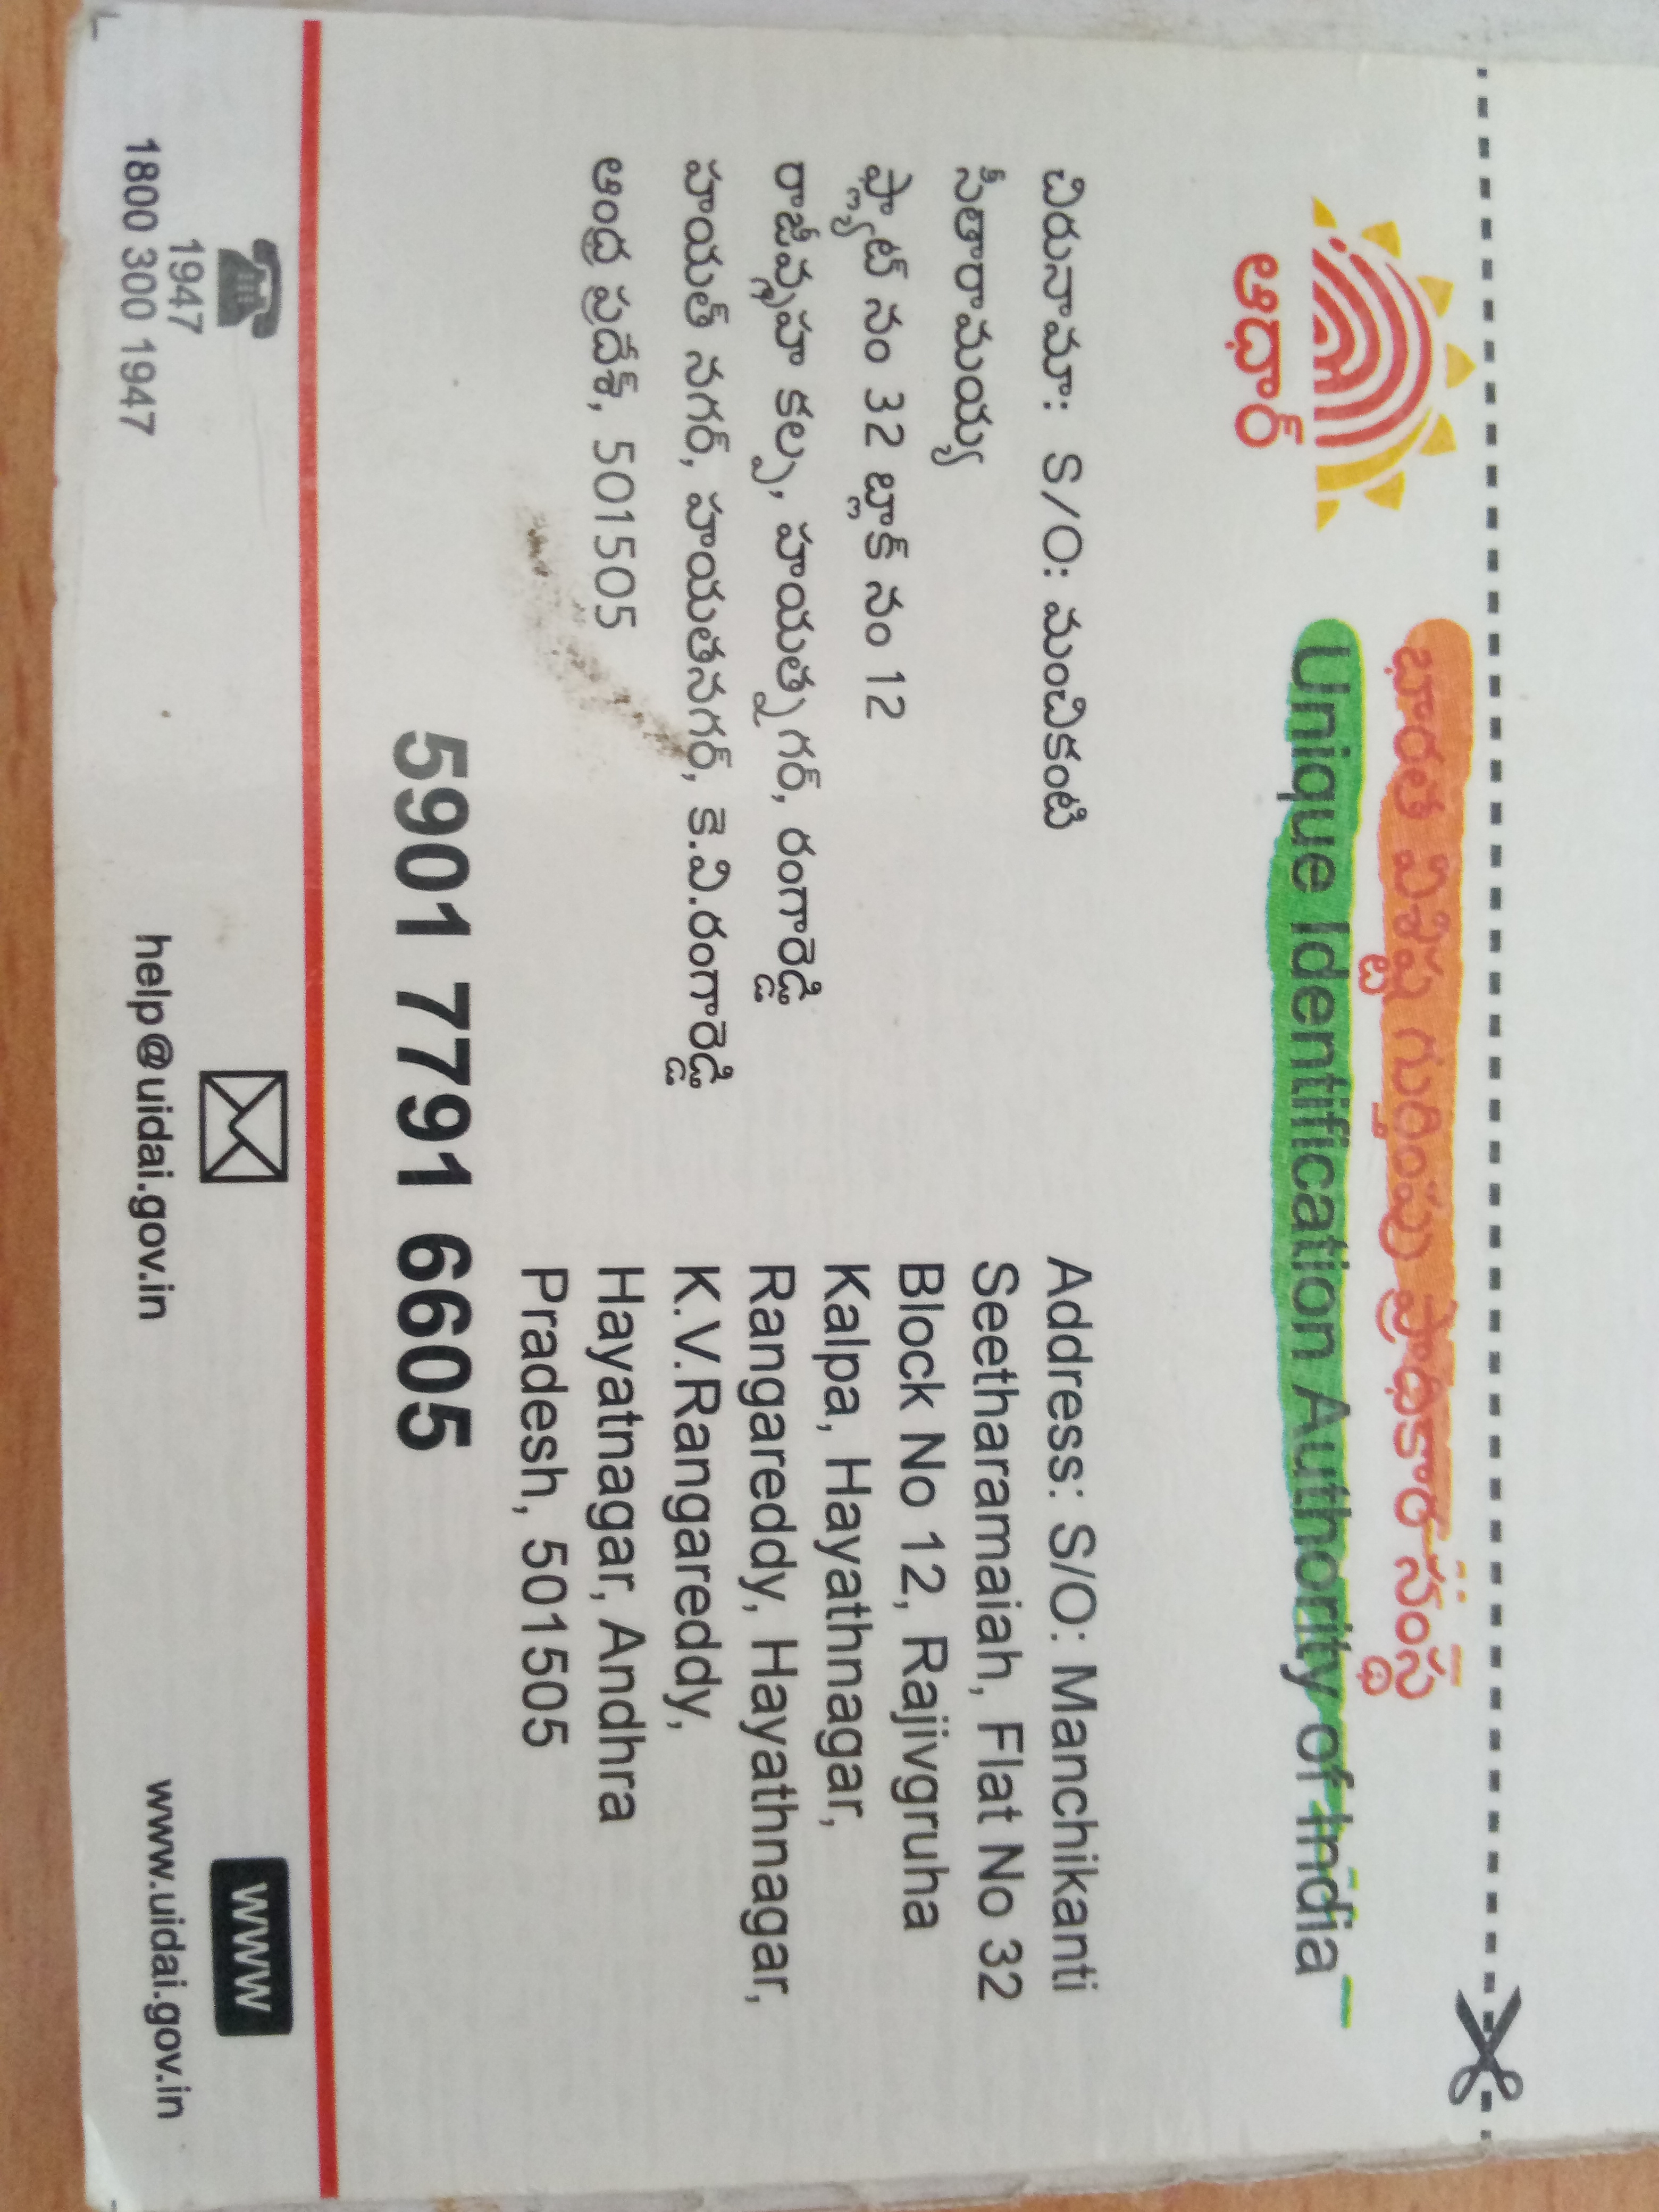 భారత విశిష్ట గుర్తింపు ప్రాధికార సంస్థ
Unique Identification Authority of India
ఆధార్
చిరునామా: S/O: మంచికంటి
సీతారామయ్య
ఫ్లాట్ నం 32 బ్లాక్ నం 12
రాజీవ్గృహ కల్ప, హయత్నగర్, రంగారెడ్డి
హయత్ నగర్, హయతనగర్, కె.వి.రంగారెడ్డి
ఆంధ్ర ప్రదేశ్, 501505
Address: S/O: Manchikanti
Seetharamaiah, Flat No 32
Block No 12, Rajivgruha
Kalpa, Hayathnagar,
Rangareddy, Hayathnagar,
K.V.Rangareddy,
Hayatnagar, Andhra
Pradesh, 501505
5901 7791 6605
1947
1800 300 1947
help@uidai.gov.in
WWW
www.uidai.gov.in